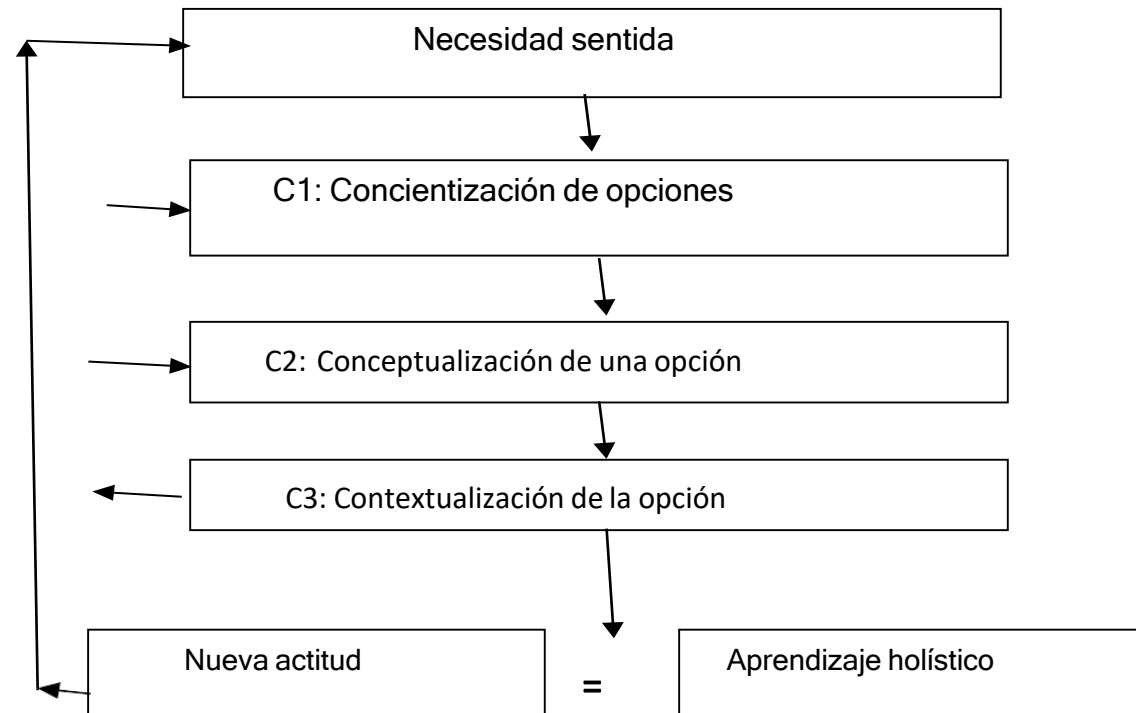 Necesidad sentida
C1: Concientización de opciones
C2: Conceptualización de una opción
C3: Contextualización de la opción
Nueva actitud
=
Aprendizaje holístico